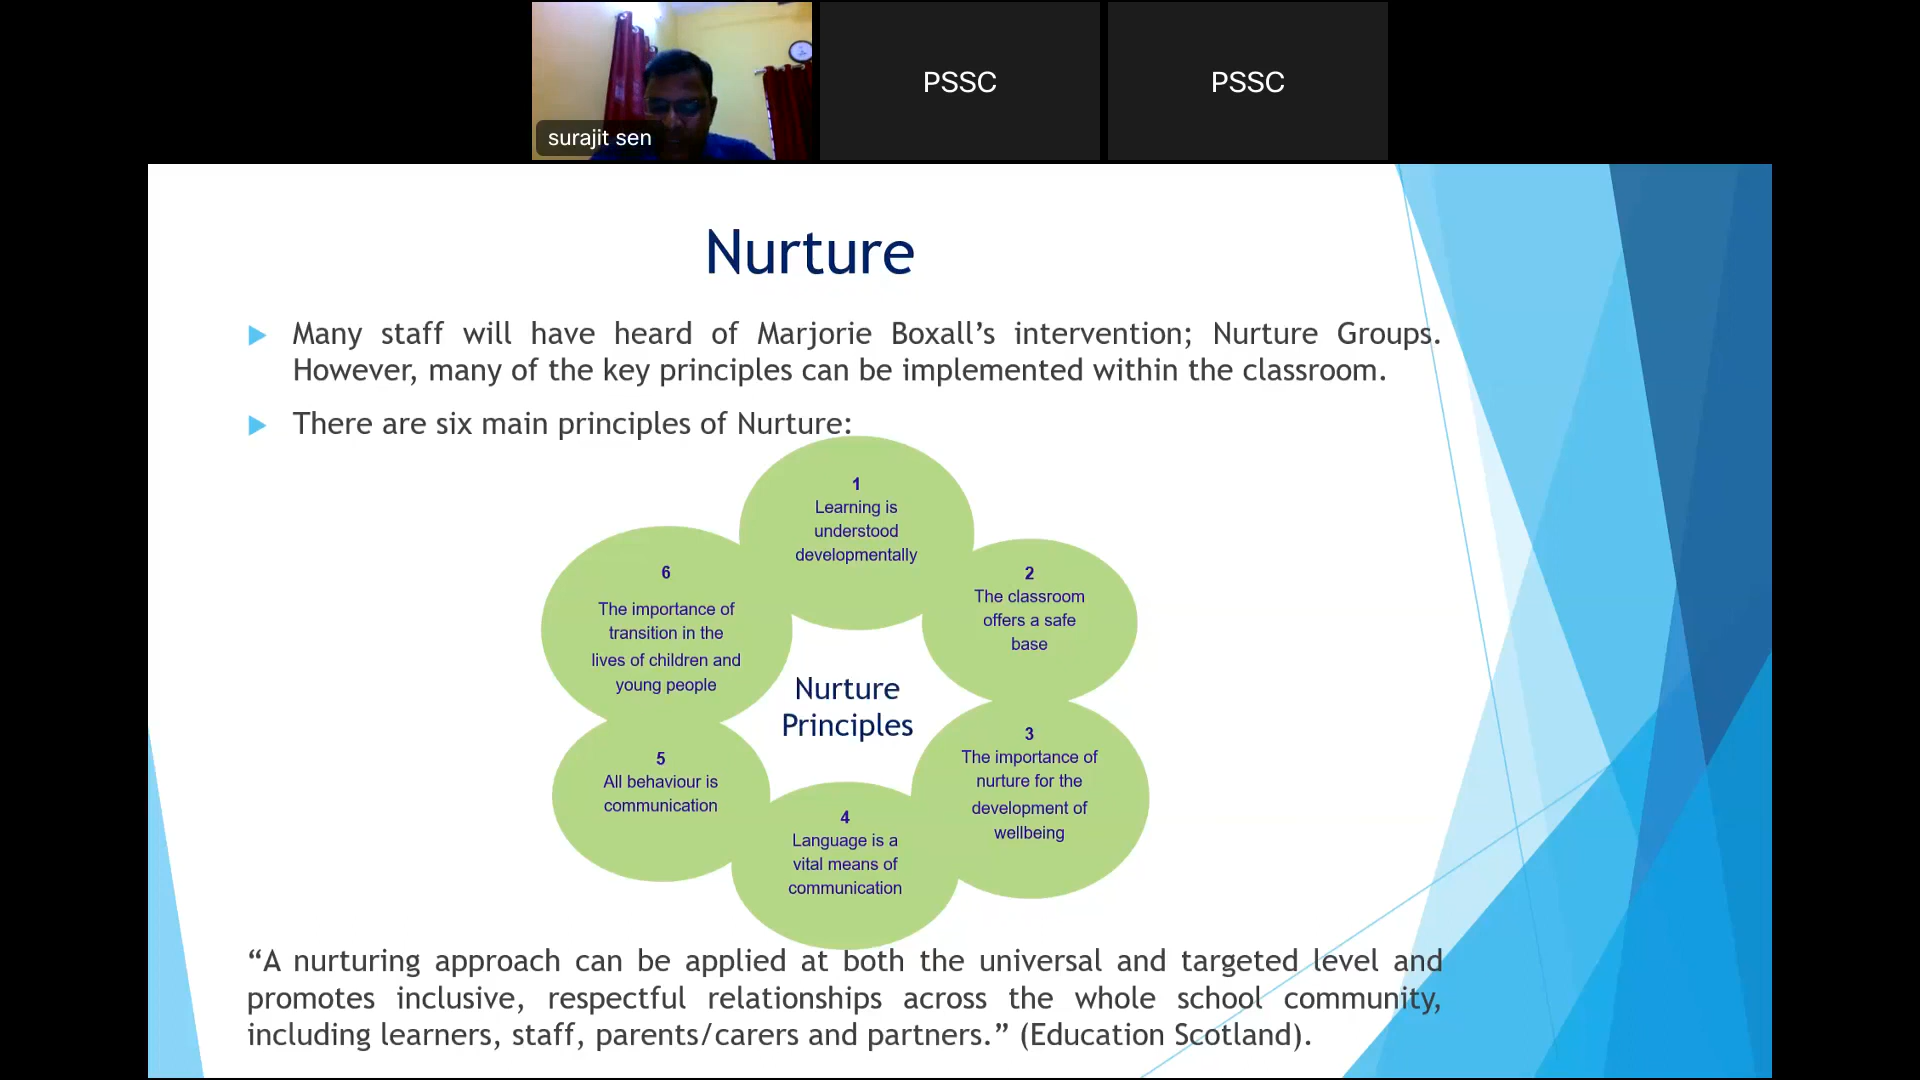 surajit sen
PSSC
PSSC
Nurture
Many staff will have heard of Marjorie Boxall’s intervention; Nurture Groups.
However, many of the key principles can be implemented within the classroom.
There are six main principles of Nurture:
1
Learning is
understood
developmentally
2
The classroom
offers a safe
base
3
The importance of
nurture for the
development of
wellbeing
4
Language is a
vital means of
communication
5
All behaviour is
communication
6
The importance of
transition in the
lives of children and
young people
Nurture
Principles
“A nurturing approach can be applied at both the universal and targeted level and
promotes inclusive, respectful relationships across the whole school community,
including learners, staff, parents/carers and partners.” (Education Scotland).